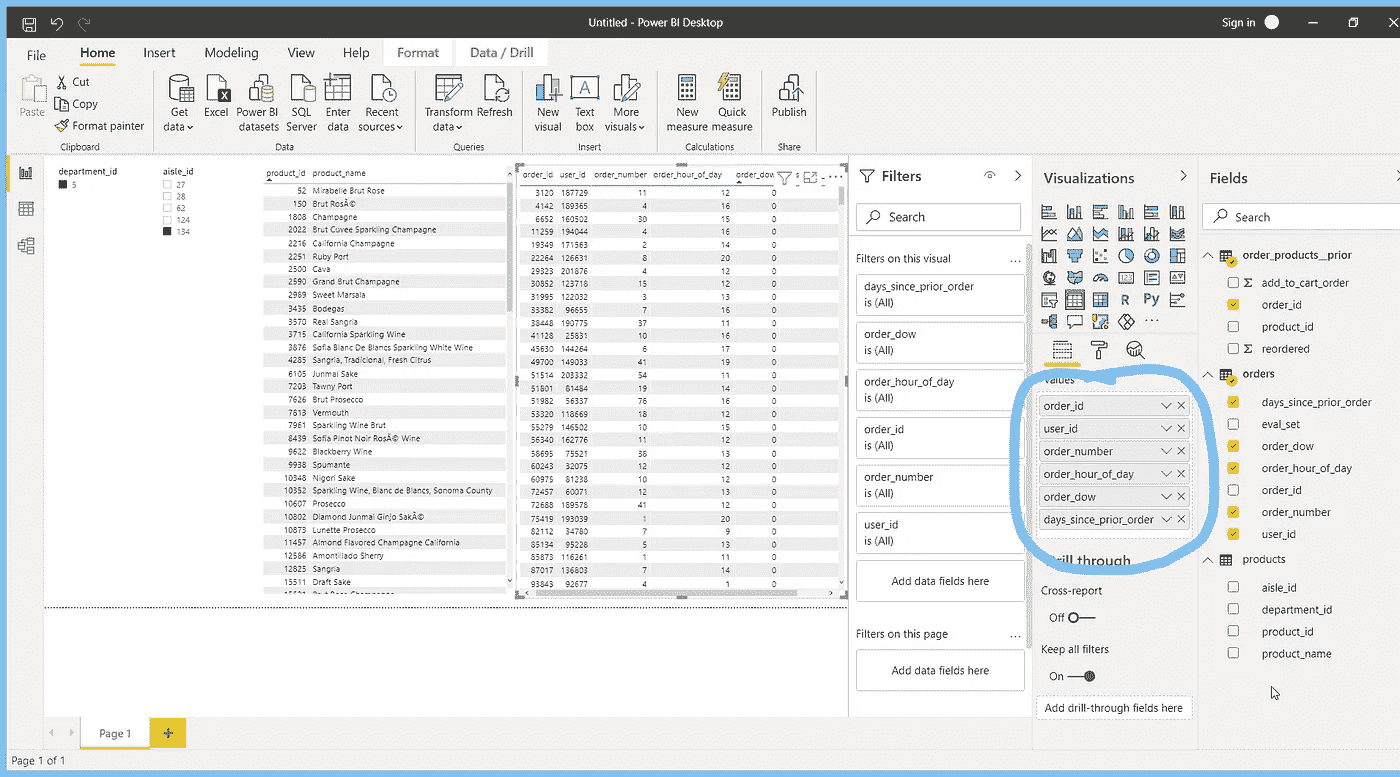 Untitled - Power BI Desktop
Sign in
File Home Insert Modeling View Help Format Data / Drill
Paste
Cut
Copy
Format painter
Clipboard
Get data
Excel
Power BI datasets
SQL Server
Enter data
Recent sources
Data
Transform data
Refresh
Queries
New visual
Text box
More visuals
Insert
New measure
Quick measure
Calculations
Publish
Share
department_id
5
aisle_id
27
28
62
124
134
product_id product_name
52 Mirabelle Brut Rose
150 Brut RosÃ©
1808 Champagne
2022 Brut Cuvee Sparkling Champagne
2216 California Champagne
2251 Ruby Port
2500 Cava
2590 Grand Brut Champagne
2989 Sweet Marsala
3435 Bodegas
3570 Real Sangria
3715 California Sparkling Wine
3876 Sofia Blanc De Blancs Sparkling White Wine
4285 Sangria, Tradicional, Fresh Citrus
6105 Junmai Sake
7203 Tawny Port
7626 Brut Prosecco
7813 Vermouth
7961 Sparkling Wine Brut
8439 Sofia Pinot Noir RosÃ© Wine
9622 Blackberry Wine
9938 Spumante
10348 Nigori Sake
10352 Sparkling Wine, Blanc de Blancs, Sonoma County
10607 Prosecco
10802 Diamond Junmai Ginjo SakÃ©
10873 Lunette Prosecco
11457 Almond Flavored Champagne California
12586 Amontillado Sherry
12825 Sangria
15311 Draft Sake
order_id user_id order_number order_hour_of_day order_dow
3120 187729 11 12 0
4142 189365 4 16 0
6652 160502 30 15 0
11259 194044 4 16 0
19349 171563 2 14 0
22264 126631 8 20 0
29323 201876 4 12 0
30852 123718 15 12 0
31995 122032 3 13 0
33382 96655 7 16 0
38448 190775 37 11 0
41128 25831 10 16 0
45630 144264 6 17 0
49700 149033 41 19 0
51514 203332 54 11 0
51801 81484 19 14 0
51982 56337 76 16 0
53320 118669 18 12 0
55279 146502 10 15 0
56340 162776 11 12 0
58695 75521 38 13 0
60243 32075 12 12 0
60975 81238 10 12 0
72457 60071 12 13 0
72688 189578 41 12 0
75419 193039 1 20 0
82112 34780 7 9 0
85134 95228 5 13 0
85873 116261 1 11 0
87017 136803 7 14 0
93843 92677 4 1 0
Filters
Search
Filters on this visual
days_since_prior_order
is (All)
order_dow
is (All)
order_hour_of_day
is (All)
order_id
is (All)
order_number
is (All)
user_id
is (All)
Add data fields here
Filters on this page
Add data fields here
Visualizations
R Py
Values
order_id
user_id
order_number
order_hour_of_day
order_dow
days_since_prior_order
Drill through
Cross-report
Off
Keep all filters
On
Add drill-through fields here
Fields
Search
order_products__prior
add_to_cart_order
order_id
product_id
reordered
orders
days_since_prior_order
eval_set
order_dow
order_hour_of_day
order_id
order_number
user_id
products
aisle_id
department_id
product_id
product_name
Page 1
Page 1 of 1